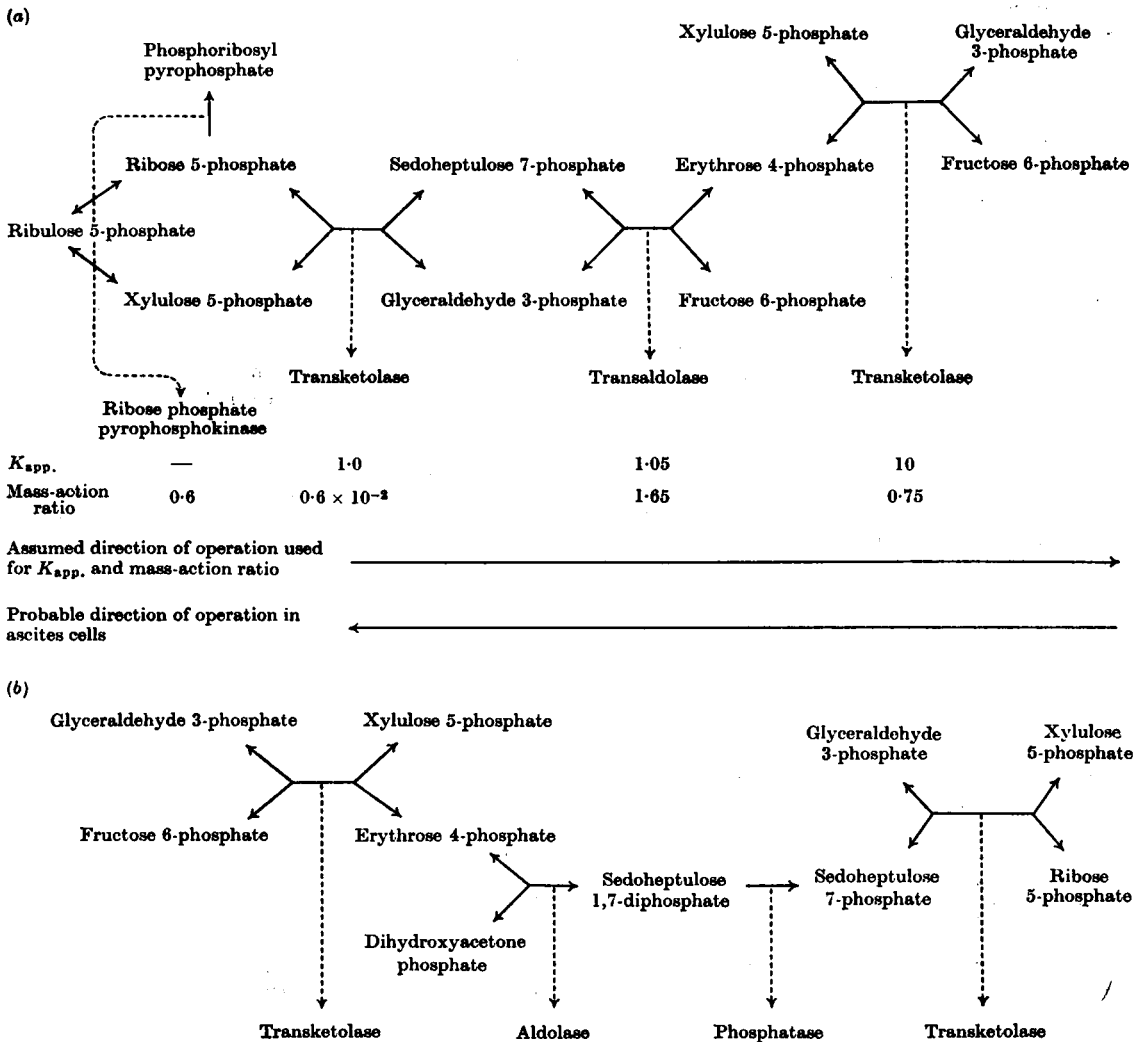 (a)
Phosphoribosyl
pyrophosphate
Xylulose 5-phosphate
Glyceraldehyde
3-phosphate
Ribose 5-phosphate
Sedoheptulose 7-phosphate
Erythrose 4-phosphate
Fructose 6-phosphate
Ribulose 5-phosphate
Xylulose 5-phosphate
Glyceraldehyde 3-phosphate
Fructose 6-phosphate
Transketolase
Transaldolase
Transketolase
Ribose phosphate
pyrophosphokinase
K app. — 1·0 1·05 10
Mass-action
ratio
0·6 0·6 × 10⁻² 1·65 0·75
Assumed direction of operation used
for K app. and mass-action ratio
Probable direction of operation in
ascites cells
(b)
Glyceraldehyde 3-phosphate
Xylulose 5-phosphate
Glyceraldehyde
3-phosphate
Xylulose
5-phosphate
Fructose 6-phosphate
Erythrose 4-phosphate
Sedoheptulose
1,7-diphosphate
Sedoheptulose
7-phosphate
Ribose
5-phosphate
Dihydroxyacetone
phosphate
Transketolase
Aldolase
Phosphatase
Transketolase